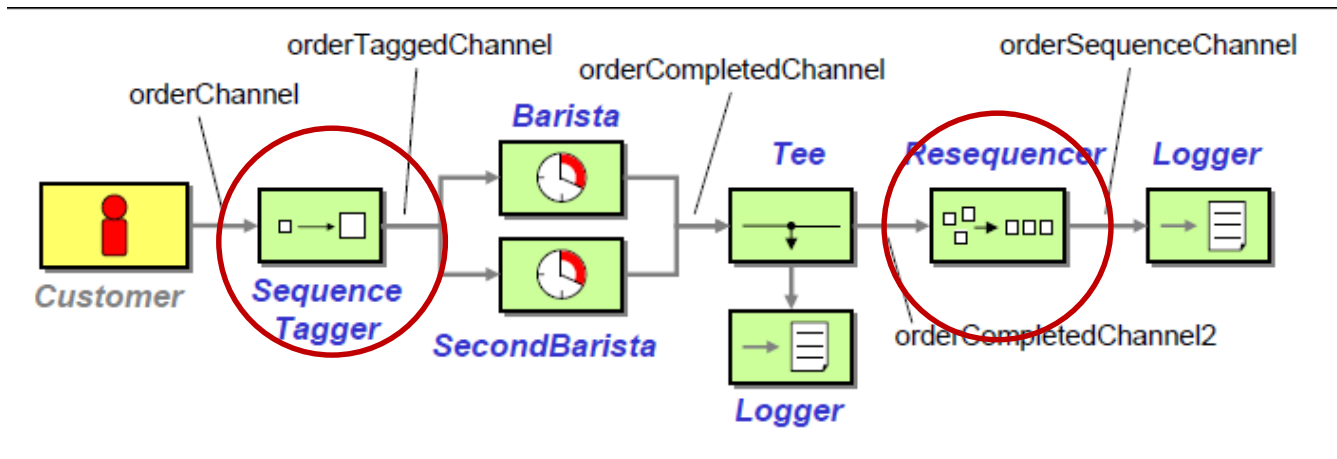 orderTaggedChannel
orderSequenceChannel
orderCompletedChannel
orderChannel
Barista
Tee
Resequencer
Logger
Customer
Sequence
Tagger
SecondBarista
orderCompletedChannel2
Logger